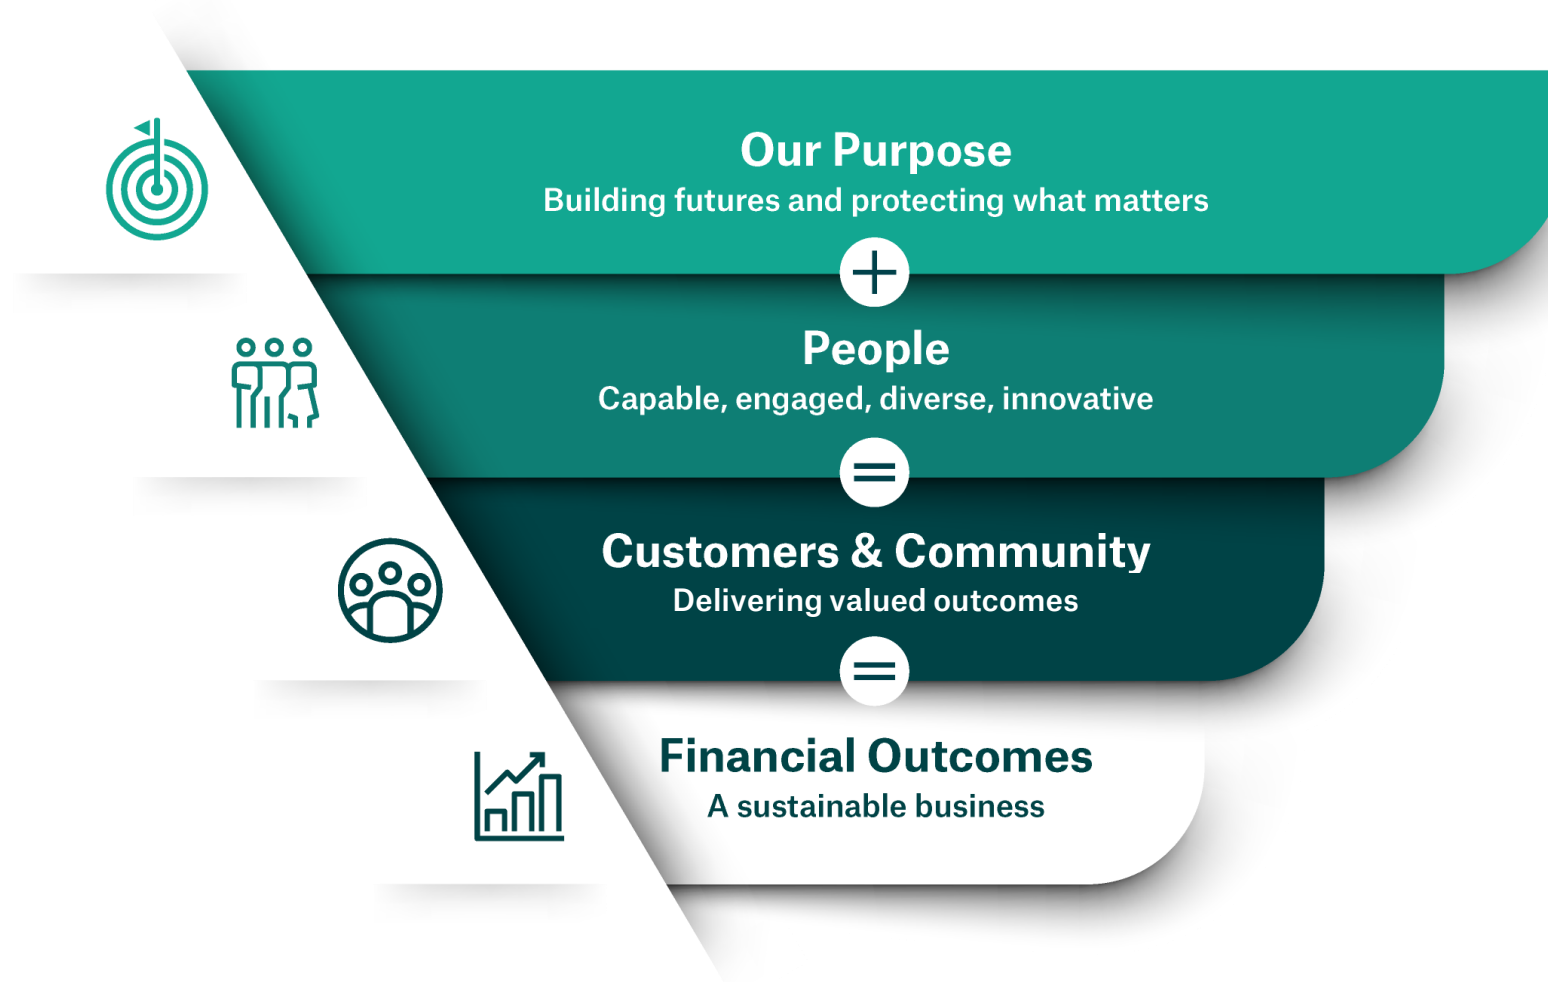 Our Purpose
Building futures and protecting what matters
+
People
Capable, engaged, diverse, innovative
=
Customers & Community
Delivering valued outcomes
=
Financial Outcomes
A sustainable business